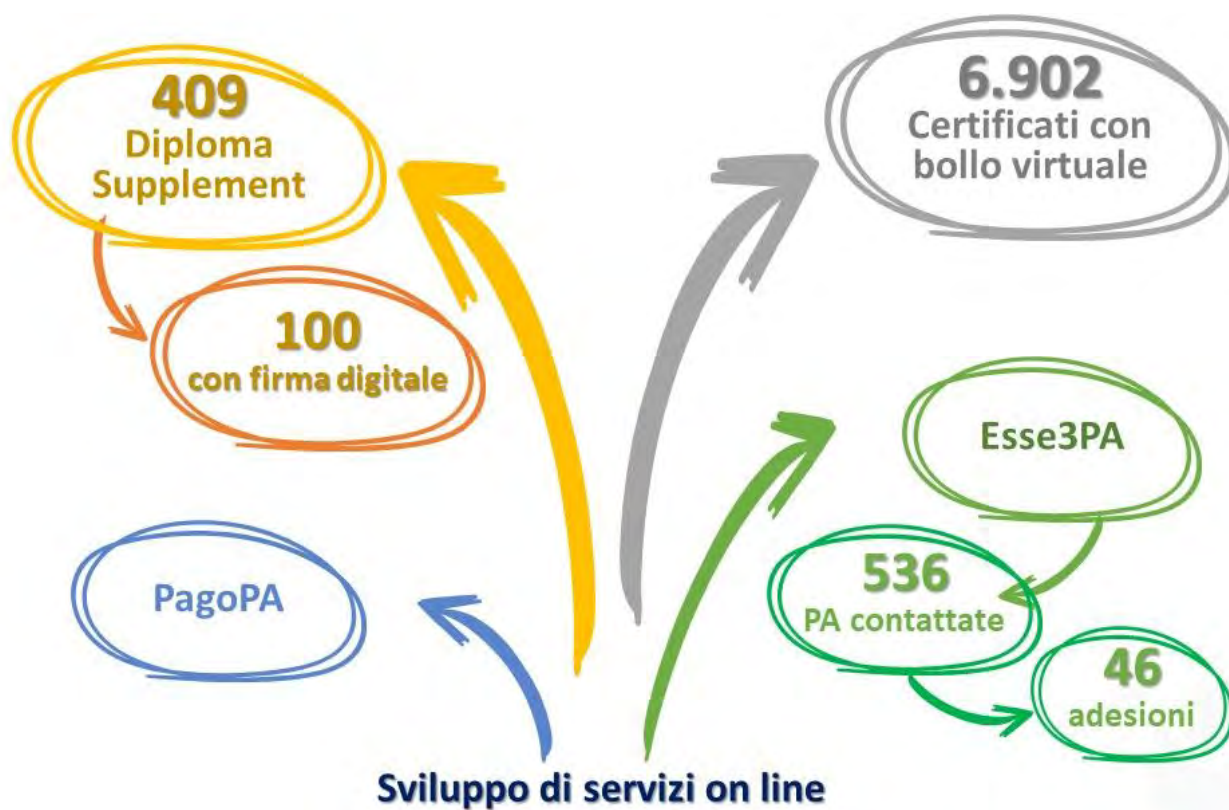 409
Diploma
Supplement
100
con firma digitale
PagoPA
6.902
Certificati con
bollo virtuale
Esse3PA
536
PA contattate
46
adesioni
Sviluppo di servizi on line